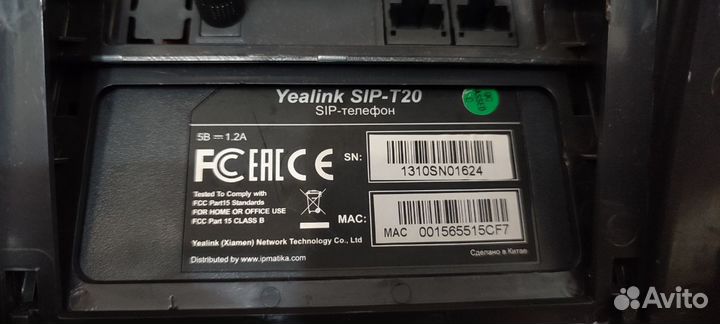 Yealink SIP-T20
SIP-телефон
5В ⎓ 1.2A
FC EAC CE
SN:
1310SN01624
Tested To Comply with
FCC Part15 Standards
FOR HOME OR OFFICE USE
FCC Part 15 CLASS B
MAC:
MAC 001565515CF7
Yealink (Xiamen) Network Technology Co., Ltd
Distributed by www.ipmatika.com
Сделано в Китае
Avito